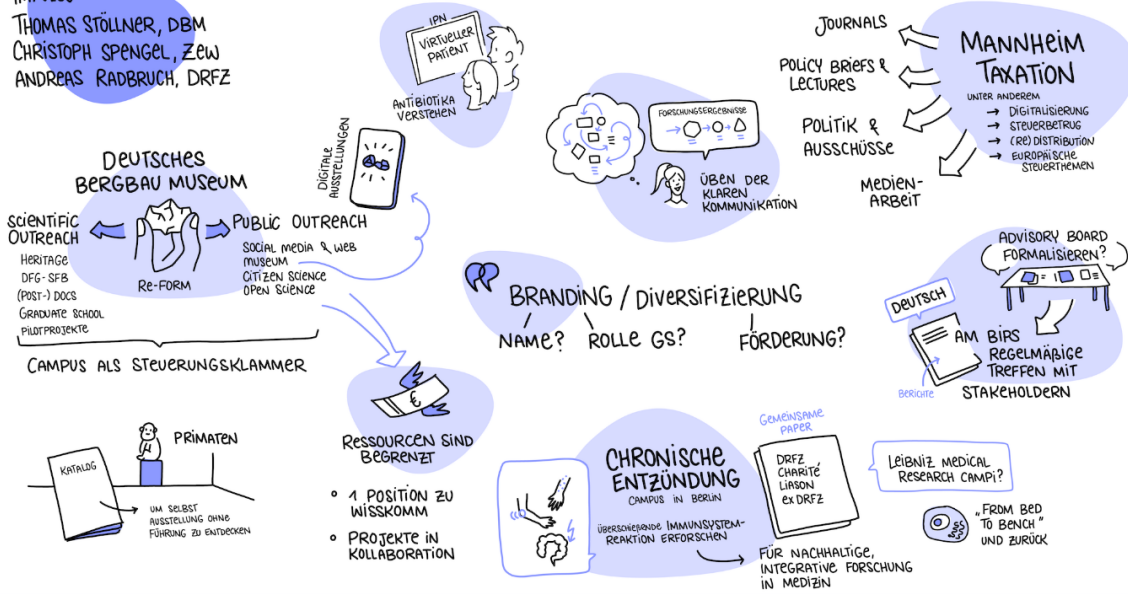 THOMAS STÖLLNER, DBM
CHRISTOPH SPENGEL, ZEW
ANDREAS RADBRUCH, DRFZ
IPN
VIRTUELLER
PATIENT
ANTIBIOTIKA
VERSTEHEN
DIGITALE
AUSSTELLUNGEN
DEUTSCHES
BERGBAU MUSEUM
SCIENTIFIC
OUTREACH
HERITAGE
DFG-SFB
(POST-) DOCS
GRADUATE SCHOOL
PILOTPROJEKTE
RE-FORM
PUBLIC OUTREACH
SOCIAL MEDIA & WEB
MUSEUM
CITIZEN SCIENCE
OPEN SCIENCE
CAMPUS ALS STEUERUNGSKLAMMER
FORSCHUNGSERGEBNISSE
ÜBEN DER
KLAREN
KOMMUNIKATION
JOURNALS
POLICY BRIEFS &
LECTURES
POLITIK &
AUSSCHÜSSE
MEDIEN-
ARBEIT
MANNHEIM
TAXATION
UNTER ANDEREM
→ DIGITALISIERUNG
→ STEUERBETRUG
→ (RE)DISTRIBUTION
→ EUROPÄISCHE
STEUERTHEMEN
BRANDING / DIVERSIFIZIERUNG
NAME?
ROLLE GS?
FÖRDERUNG?
ADVISORY BOARD
FORMALISIEREN?
DEUTSCH
BERICHTE
AM BIRS
REGELMÄßIGE
TREFFEN MIT
STAKEHOLDERN
PRIMATEN
KATALOG
UM SELBST
AUSSTELLUNG OHNE
FÜHRUNG ZU ENTDECKEN
€
RESSOURCEN SIND
BEGRENZT
• 1 POSITION ZU
WISSKOMM
• PROJEKTE IN
KOLLABORATION
CHRONISCHE
ENTZÜNDUNG
CAMPUS IN BERLIN
ÜBERSCHIEßENDE IMMUNSYSTEM-
REAKTION ERFORSCHEN
GEMEINSAME
PAPER
DRFZ,
CHARITÉ
LIASON
ex DRFZ
FÜR NACHHALTIGE,
INTEGRATIVE FORSCHUNG
IN MEDIZIN
LEIBNIZ MEDICAL
RESEARCH CAMPI?
„FROM BED
TO BENCH"
UND ZURÜCK